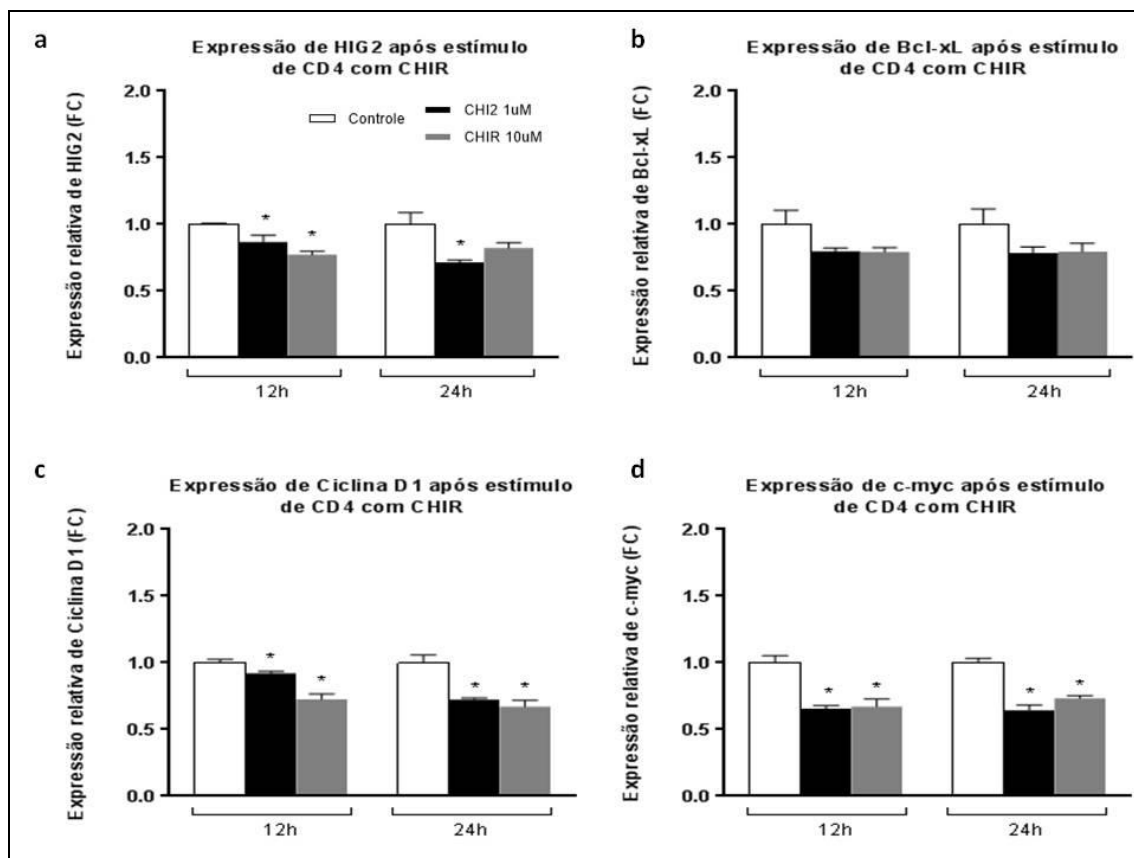 a
Expressão de HIG2 após estímulo
de CD4 com CHIR
Expressão relativa de HIG2 (FC)
2.0
1.5
1.0
0.5
0.0
Controle
CHI2 1uM
CHIR 10uM
*
*
*
12h
24h
b
Expressão de Bcl-xL após estímulo
de CD4 com CHIR
Expressão relativa de Bcl-xL (FC)
2.0
1.5
1.0
0.5
0.0
12h
24h
c
Expressão de Ciclina D1 após estímulo
de CD4 com CHIR
Expressão relativa de Ciclina D1 (FC)
2.0
1.5
1.0
0.5
0.0
*
*
*
*
12h
24h
d
Expressão de c-myc após estímulo
de CD4 com CHIR
Expressão relativa de c-myc (FC)
2.0
1.5
1.0
0.5
0.0
*
*
*
*
12h
24h